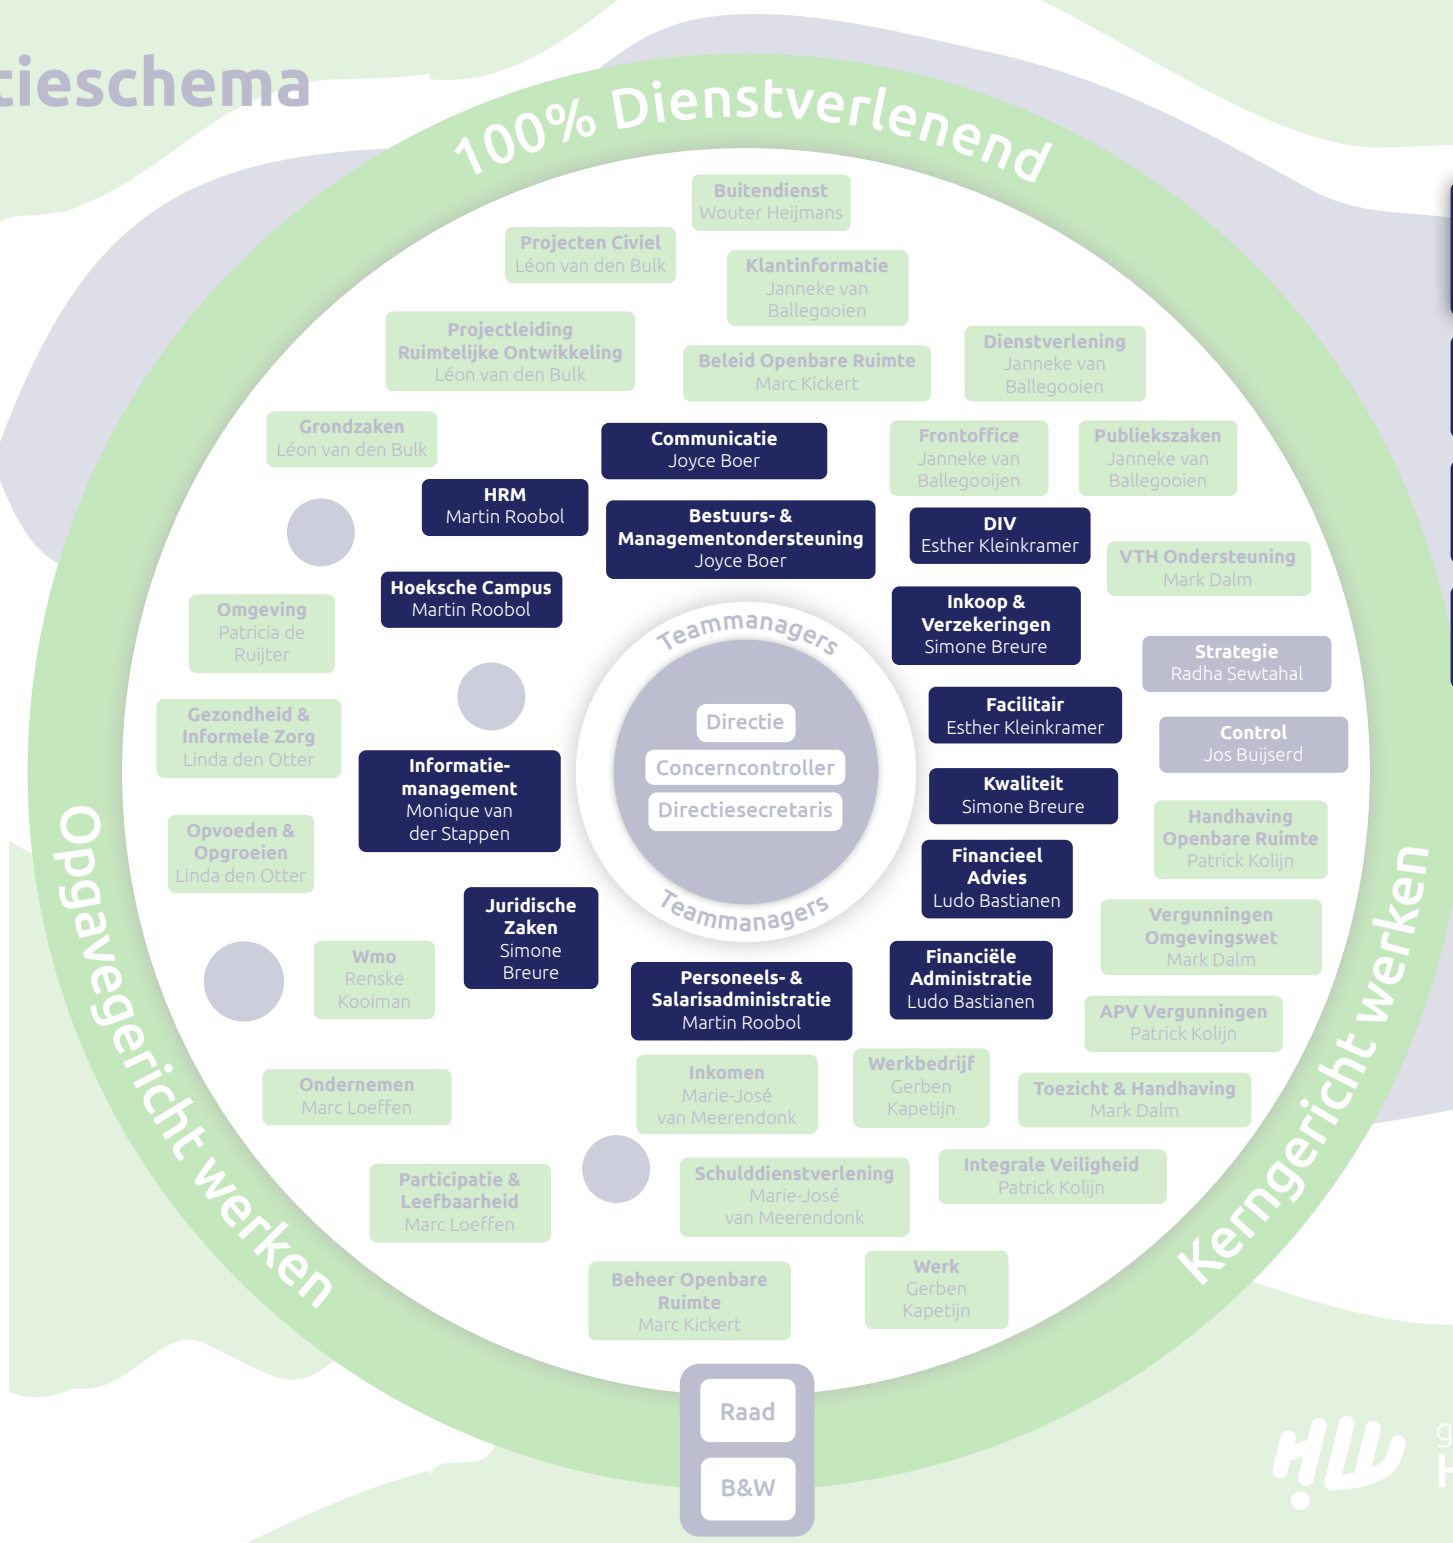 tieschema
100% Dienstverlenend
Buitendienst
Wouter Heijmans
Projecten Civiel
Léon van den Bulk
Klantinformatie
Janneke van
Ballegooien
Projectleiding
Ruimtelijke Ontwikkeling
Léon van den Bulk
Beleid Openbare Ruimte
Marc Kickert
Dienstverlening
Janneke van
Ballegooien
Grondzaken
Léon van den Bulk
Communicatie
Joyce Boer
Frontoffice
Janneke van
Ballegooijen
Publiekszaken
Janneke van
Ballegooien
HRM
Martin Roobol
Bestuurs- &
Managementondersteuning
Joyce Boer
DIV
Esther Kleinkramer
VTH Ondersteuning
Mark Dalm
Hoeksche Campus
Martin Roobol
Inkoop &
Verzekeringen
Simone Breure
Omgeving
Patricia de
Ruijter
Teammanagers
Strategie
Radha Sewtahal
Gezondheid &
Informele Zorg
Linda den Otter
Directie
Concerncontroller
Directiesecretaris
Facilitair
Esther Kleinkramer
Control
Jos Buijserd
Informatie-
management
Monique van
der Stappen
Kwaliteit
Simone Breure
Handhaving
Openbare Ruimte
Patrick Kolijn
Opvoeden &
Opgroeien
Linda den Otter
Financieel
Advies
Ludo Bastianen
Teammanagers
Juridische
Zaken
Simone
Breure
Vergunningen
Omgevingswet
Mark Dalm
Wmo
Renske
Kooiman
Personeels- &
Salarisadministratie
Martin Roobol
Financiële
Administratie
Ludo Bastianen
APV Vergunningen
Patrick Kolijn
Opgavegericht werken
Kerngericht werken
Ondernemen
Marc Loeffen
Inkomen
Marie-José
van Meerendonk
Werkbedrijf
Gerben
Kapetijn
Toezicht & Handhaving
Mark Dalm
Participatie &
Leefbaarheid
Marc Loeffen
Schulddienstverlening
Marie-José
van Meerendonk
Integrale Veiligheid
Patrick Kolijn
Beheer Openbare
Ruimte
Marc Kickert
Werk
Gerben
Kapetijn
Raad
B&W
HW
g
H